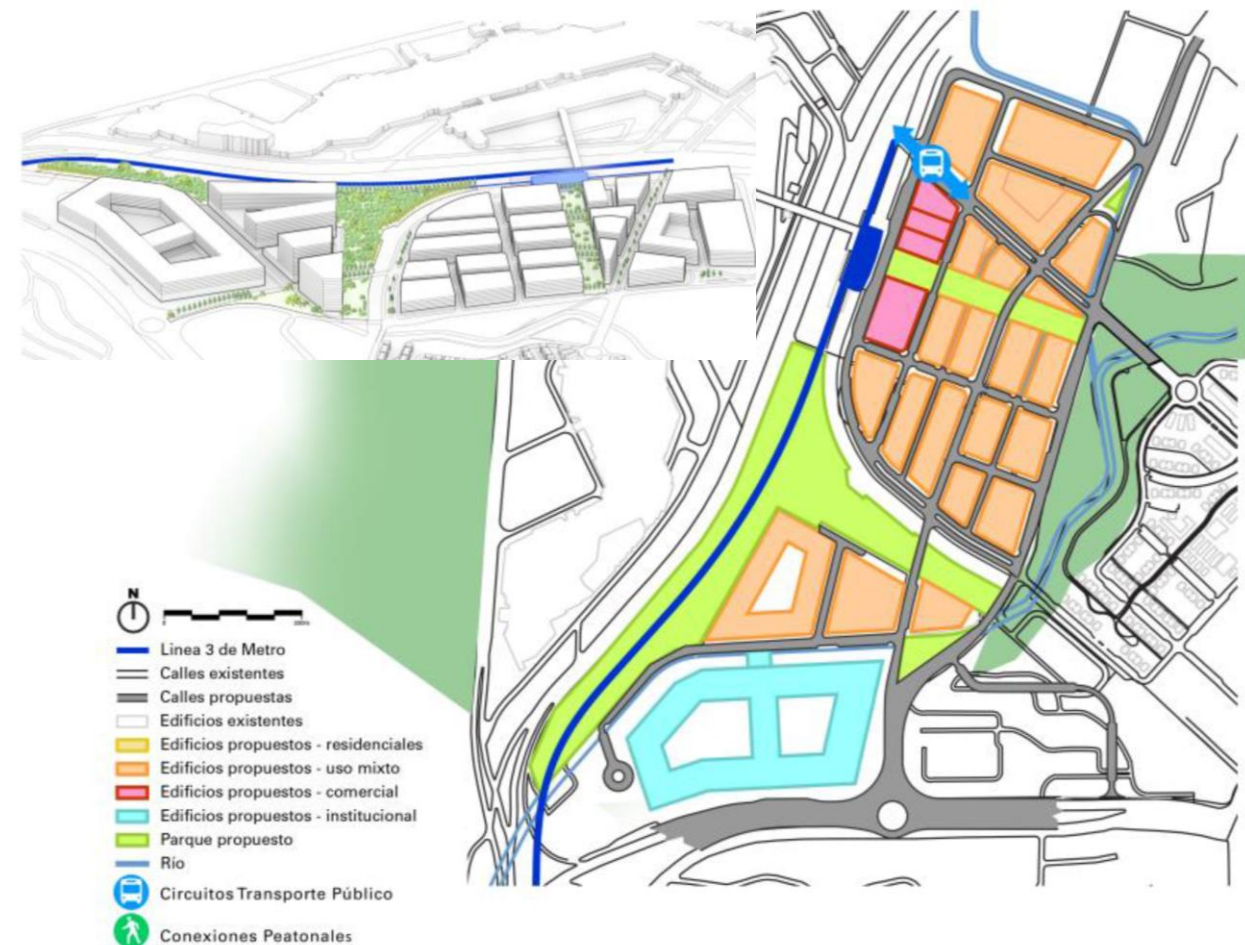 N
Linea 3 de Metro
Calles existentes
Calles propuestas
Edificios existentes
Edificios propuestos - residenciales
Edificios propuestos - uso mixto
Edificios propuestos - comercial
Edificios propuestos - institucional
Parque propuesto
Río
Circuitos Transporte Público
Conexiones Peatonales